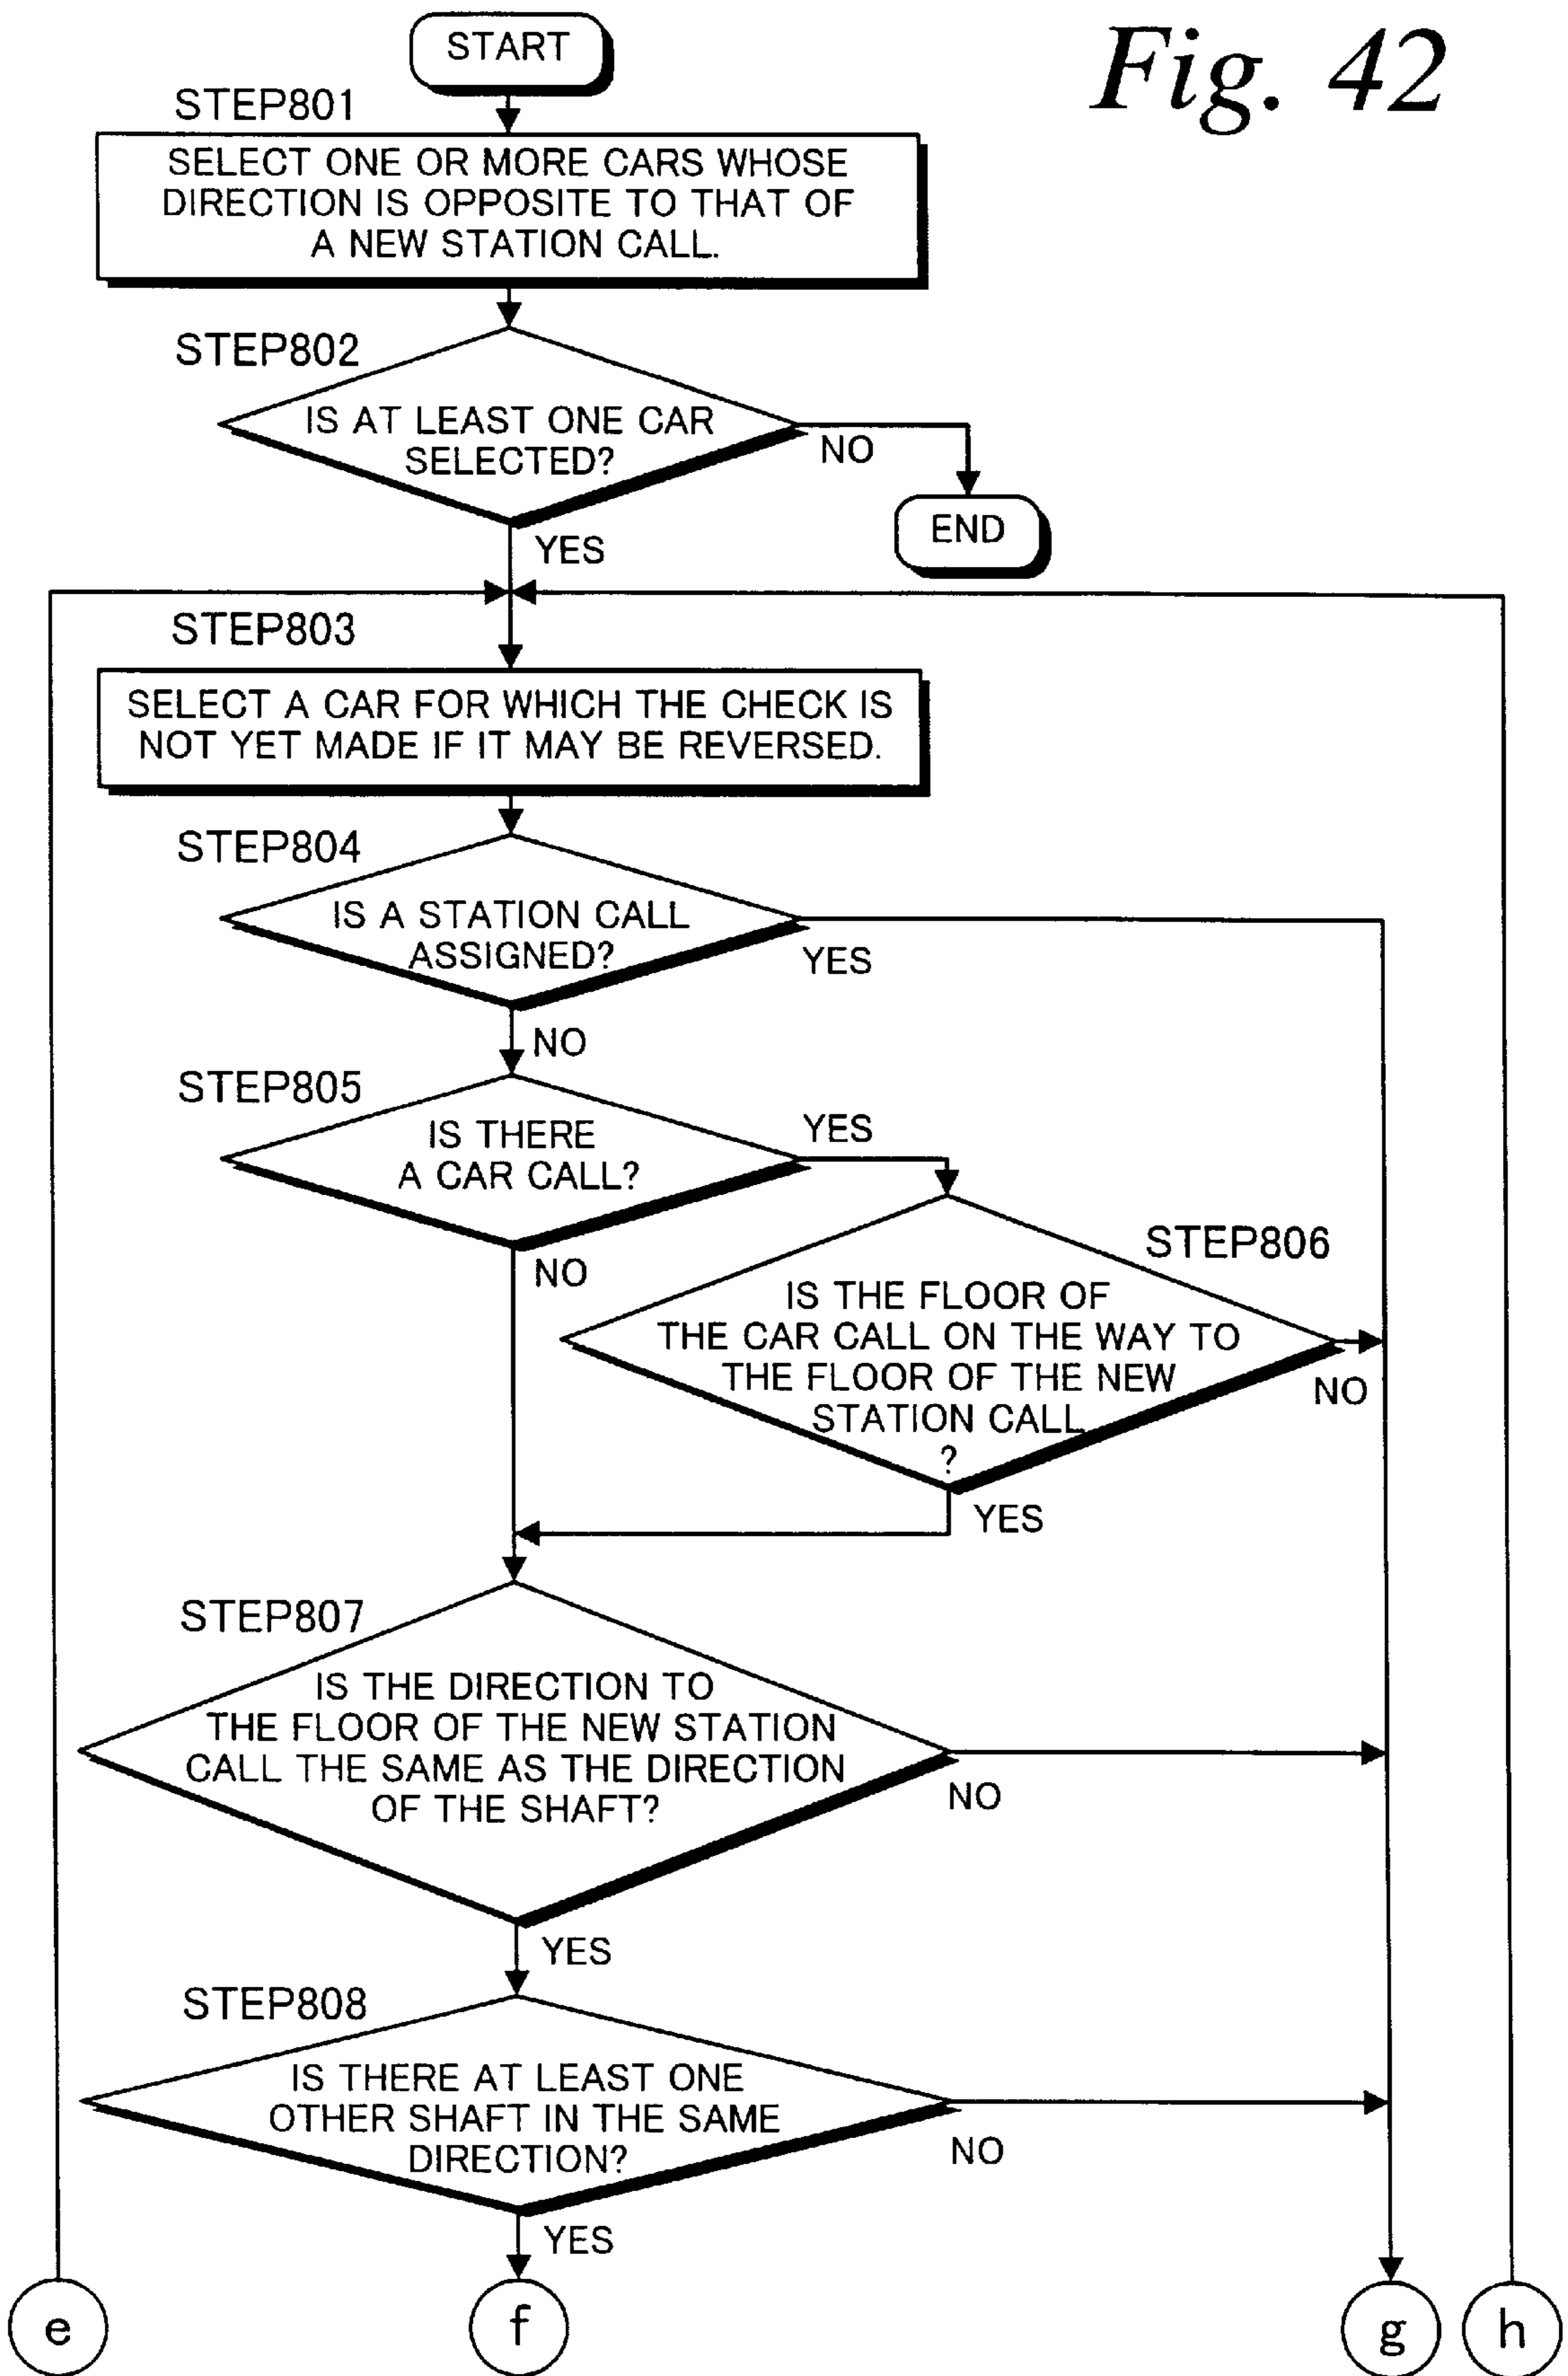 START
Fig. 42
STEP801
SELECT ONE OR MORE CARS WHOSE
DIRECTION IS OPPOSITE TO THAT OF
A NEW STATION CALL.
STEP802
IS AT LEAST ONE CAR
SELECTED?
NO
END
YES
STEP803
SELECT A CAR FOR WHICH THE CHECK IS
NOT YET MADE IF IT MAY BE REVERSED.
STEP804
IS A STATION CALL
ASSIGNED?
YES
NO
STEP805
IS THERE
A CAR CALL?
YES
NO
STEP806
IS THE FLOOR OF
THE CAR CALL ON THE WAY TO
THE FLOOR OF THE NEW
STATION CALL
?
NO
YES
STEP807
IS THE DIRECTION TO
THE FLOOR OF THE NEW STATION
CALL THE SAME AS THE DIRECTION
OF THE SHAFT?
NO
YES
STEP808
IS THERE AT LEAST ONE
OTHER SHAFT IN THE SAME
DIRECTION?
NO
YES
e
f
g
h